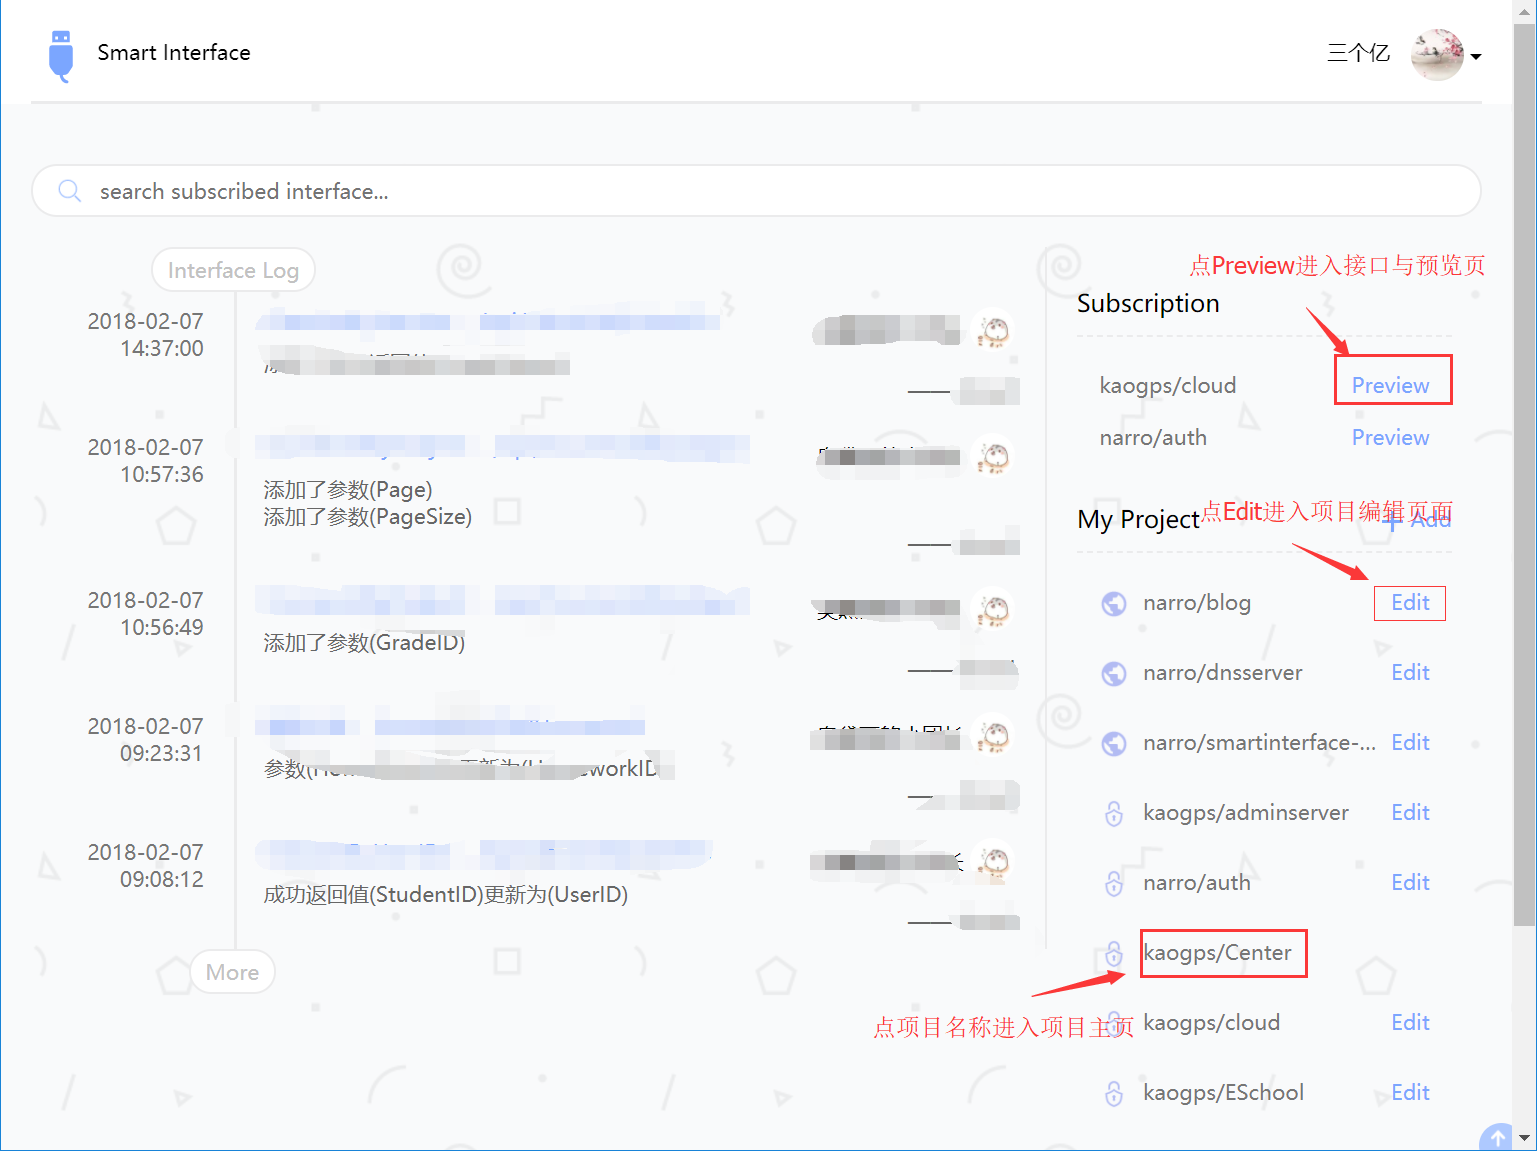 Smart Interface
三个亿
search subscribed interface...
Interface Log
点Preview进入接口与预览页
Subscription
2018-02-07
14:37:00
kaogps/cloud
Preview
narro/auth
Preview
2018-02-07
10:57:36
添加了参数(Page)
添加了参数(PageSize)
My Project
点Edit进入项目编辑页面
Add
2018-02-07
10:56:49
添加了参数(GradeID)
narro/blog
Edit
narro/dnsserver
Edit
2018-02-07
09:23:31
参数(
narro/smartinterface-...
Edit
kaogps/adminserver
Edit
2018-02-07
09:08:12
成功返回值(StudentID)更新为(UserID)
narro/auth
Edit
kaogps/Center
More
点项目名称进入项目主页
kaogps/cloud
Edit
kaogps/ESchool
Edit